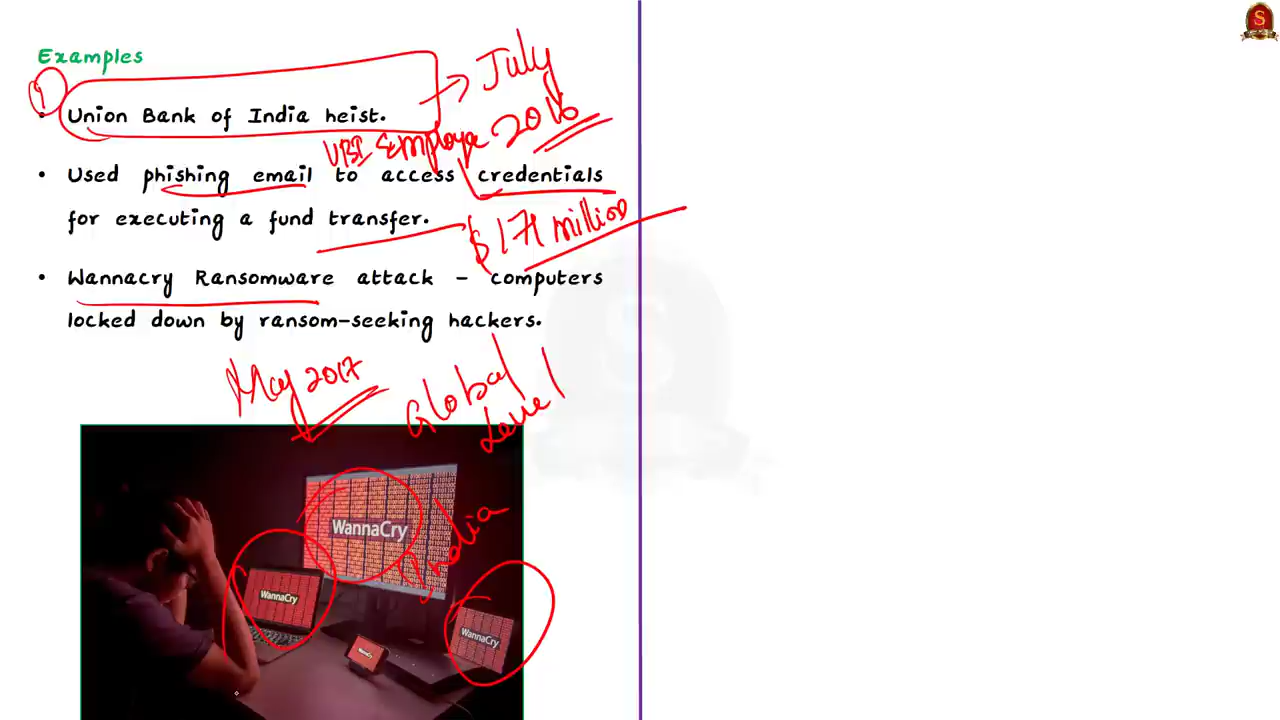 S
Examples
1
• Union Bank of India heist.
July
2016
UBI Employee
• Used phishing email to access credentials
for executing a fund transfer.
$ 171 million
• Wannacry Ransomware attack – computers
locked down by ransom-seeking hackers.
May 2017
Global
Level
WannaCry
India
WannaCry
WannaCry
WannaCry